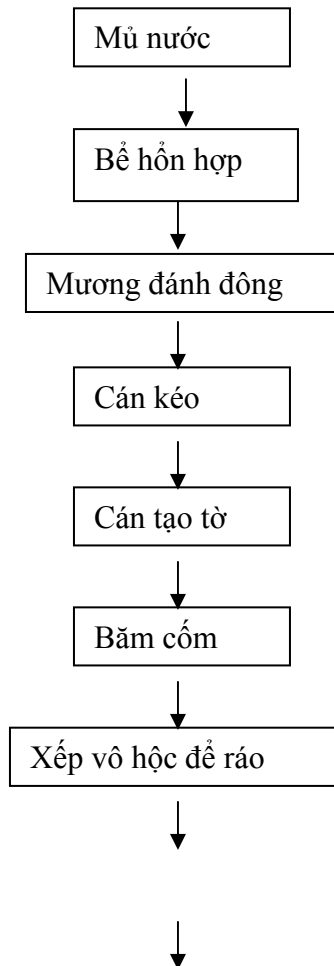 Mủ nước
Bể hổn hợp
Mương đánh đông
Cán kéo
Cán tạo tờ
Băm cốm
Xếp vô hộc để ráo